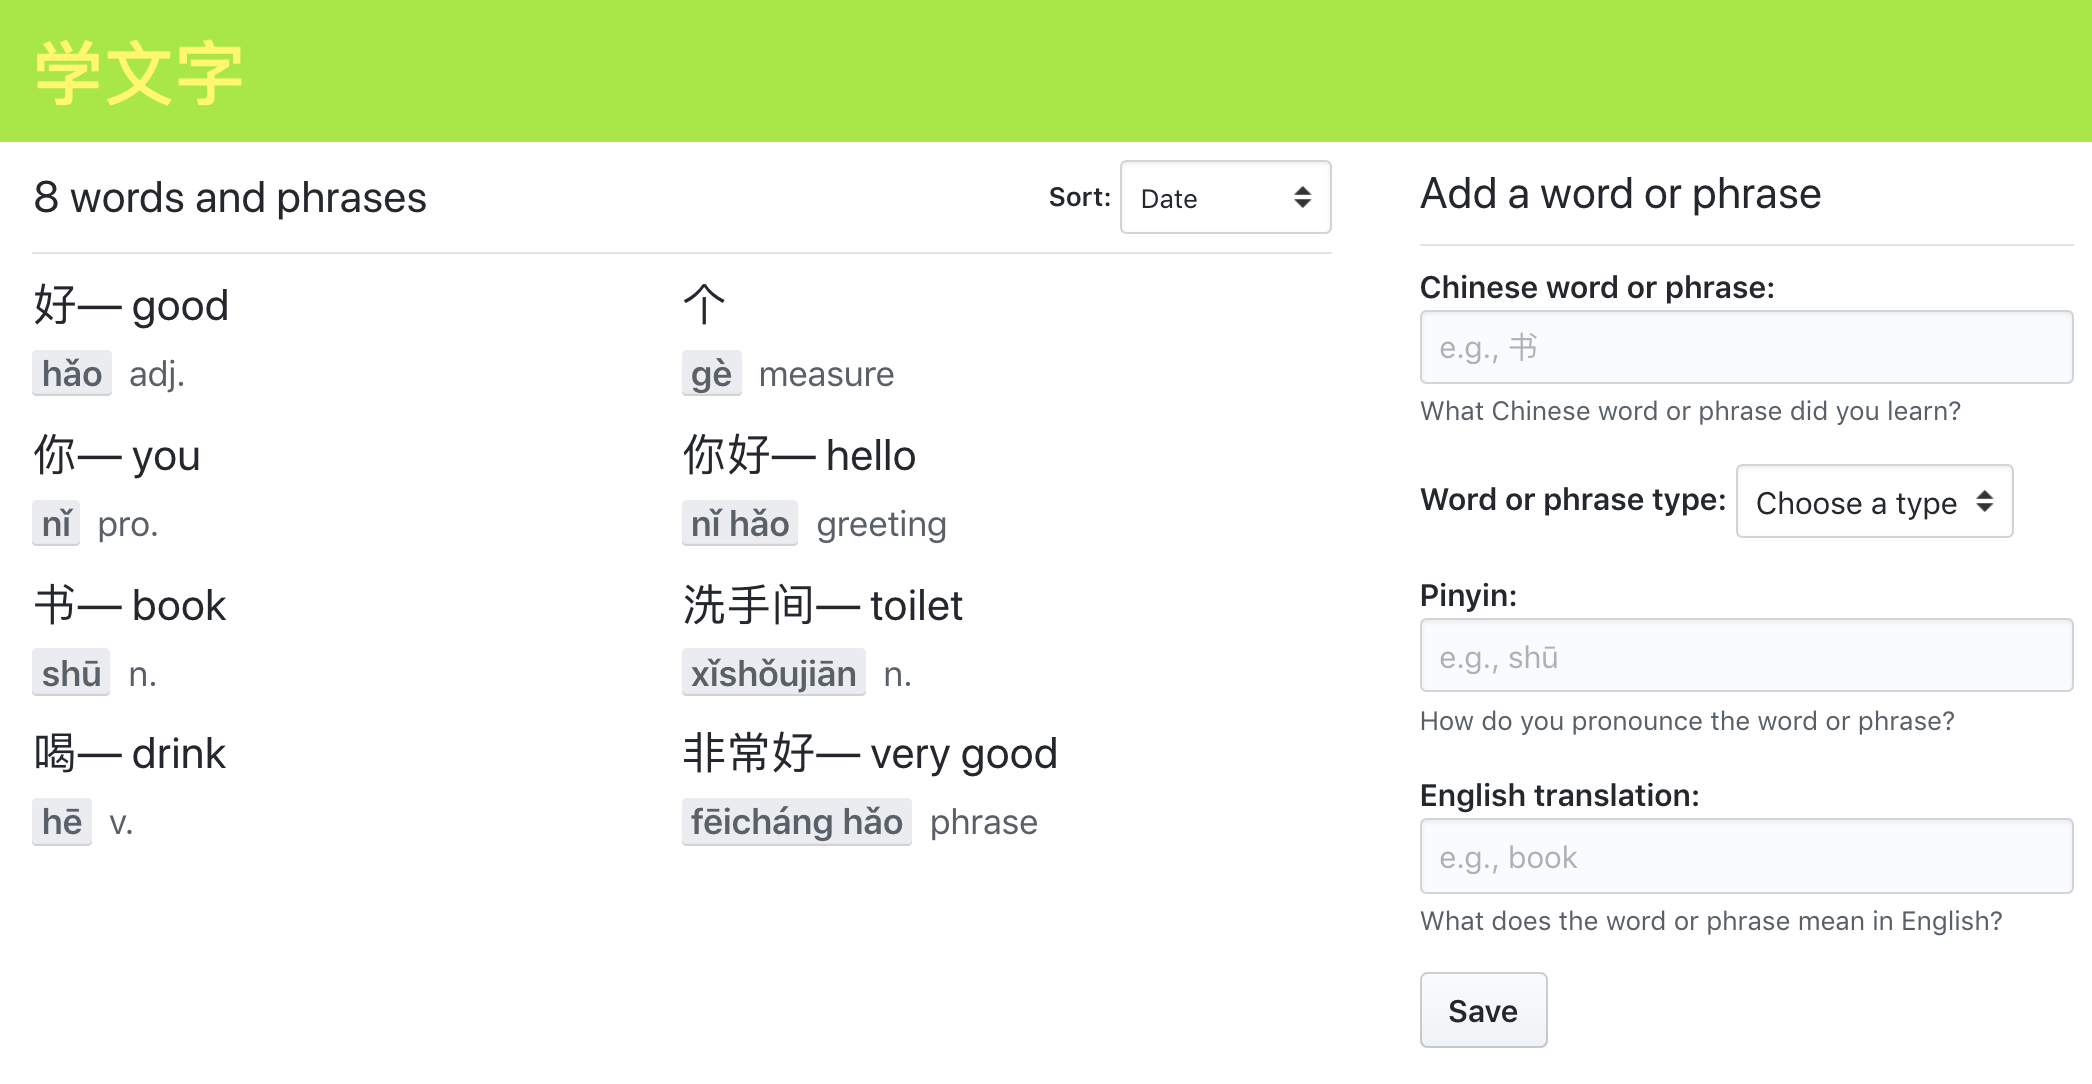 学文字
8 words and phrases
Sort: Date
好— good
hǎo adj.
个
gè measure
你— you
nǐ pro.
你好— hello
nǐ hǎo greeting
书— book
shū n.
洗手间— toilet
xǐshǒujiān n.
喝— drink
hē v.
非常好— very good
fēicháng hǎo phrase
Add a word or phrase
Chinese word or phrase:
e.g., 书
What Chinese word or phrase did you learn?
Word or phrase type: Choose a type
Pinyin:
e.g., shū
How do you pronounce the word or phrase?
English translation:
e.g., book
What does the word or phrase mean in English?
Save